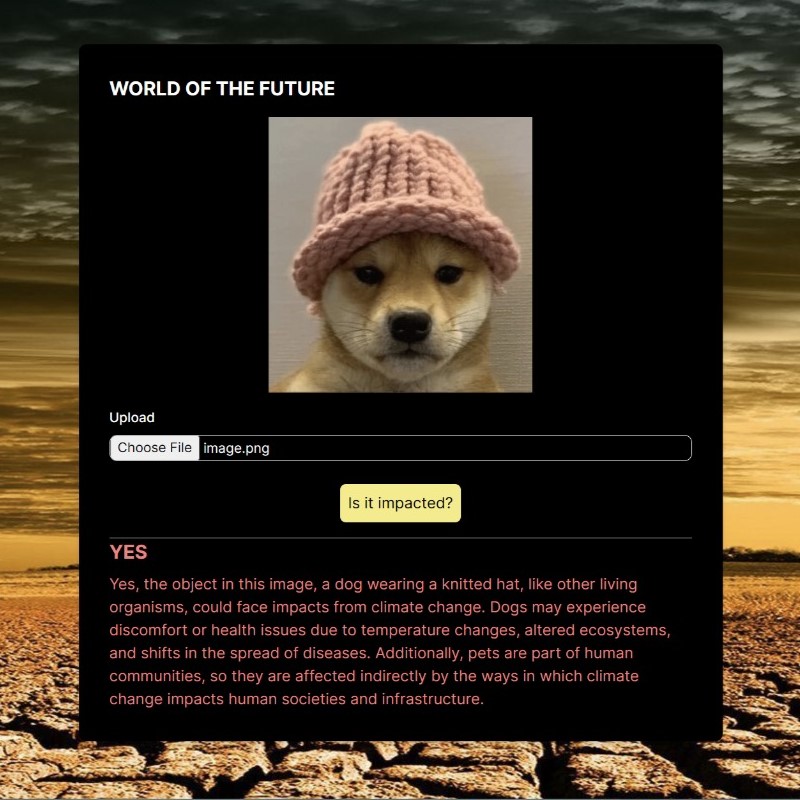 WORLD OF THE FUTURE
Upload
Choose File image.png
Is it impacted?
YES
Yes, the object in this image, a dog wearing a knitted hat, like other living
organisms, could face impacts from climate change. Dogs may experience
discomfort or health issues due to temperature changes, altered ecosystems,
and shifts in the spread of diseases. Additionally, pets are part of human
communities, so they are affected indirectly by the ways in which climate
change impacts human societies and infrastructure.